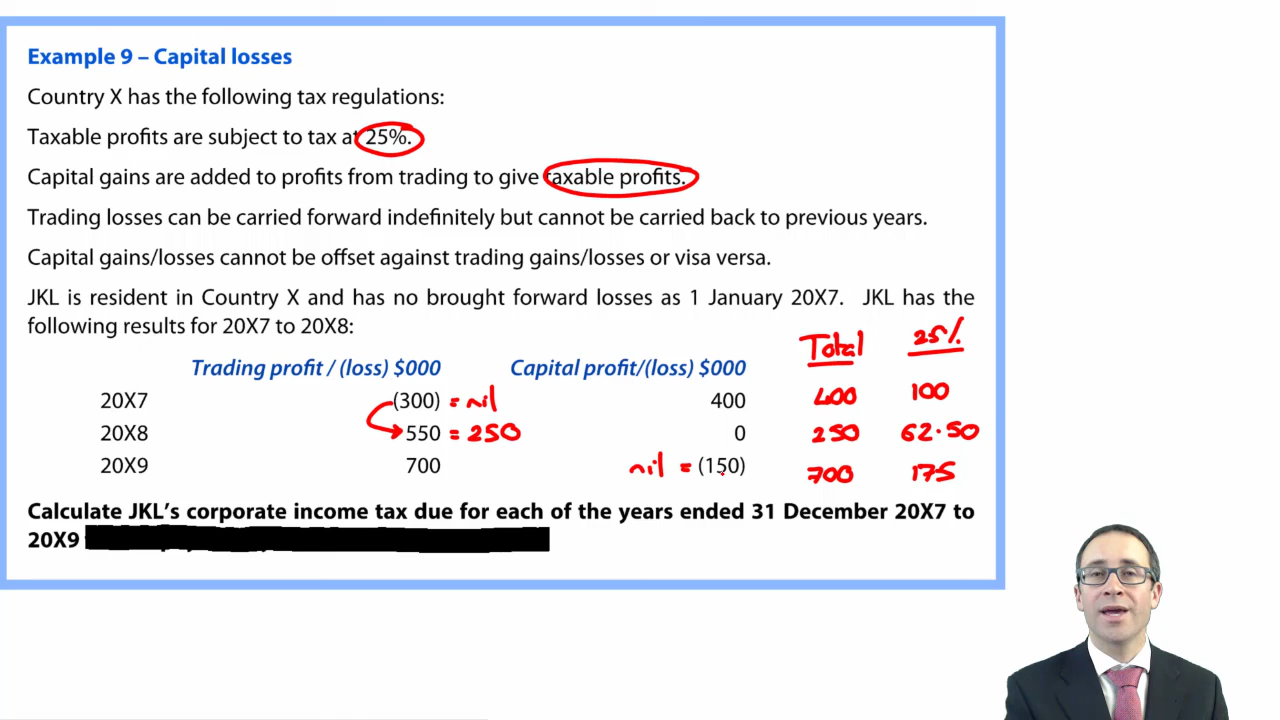 Example 9 – Capital losses
Country X has the following tax regulations:
Taxable profits are subject to tax at 25%.
Capital gains are added to profits from trading to give taxable profits.
Trading losses can be carried forward indefinitely but cannot be carried back to previous years.
Capital gains/losses cannot be offset against trading gains/losses or visa versa.
JKL is resident in Country X and has no brought forward losses as 1 January 20X7. JKL has the
following results for 20X7 to 20X8:
Total 25%
Trading profit / (loss) $000 Capital profit/(loss) $000
20X7 (300) = nil 400 400 100
20X8 550 = 250 0 250 62.50
20X9 700 nil = (150) 700 175
Calculate JKL's corporate income tax due for each of the years ended 31 December 20X7 to
20X9